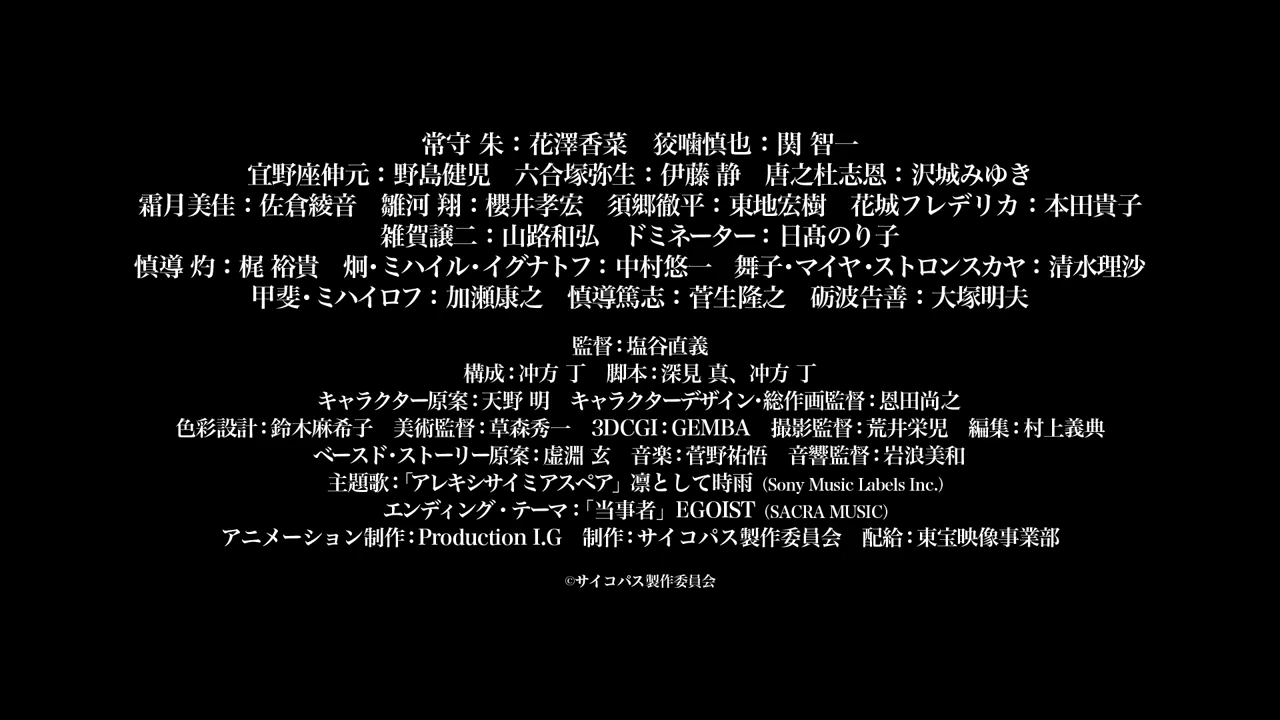 常守 朱：花澤香菜　狡噛慎也：関 智一
宜野座伸元：野島健児　六合塚弥生：伊藤 静　唐之杜志恩：沢城みゆき
霜月美佳：佐倉綾音　雛河 翔：櫻井孝宏　須郷徹平：東地宏樹　花城フレデリカ：本田貴子
雑賀譲二：山路和弘　ドミネーター：日髙のり子
慎導 灼：梶 裕貴　炯・ミハイル・イグナトフ：中村悠一　舞子・マイヤ・ストロンスカヤ：清水理沙
甲斐・ミハイロフ：加瀬康之　慎導篤志：菅生隆之　砺波告善：大塚明夫
監督：塩谷直義
構成：冲方 丁　脚本：深見 真、冲方 丁
キャラクター原案：天野 明　キャラクターデザイン・総作画監督：恩田尚之
色彩設計：鈴木麻希子　美術監督：草森秀一　3DCGI：GEMBA　撮影監督：荒井栄児　編集：村上義典
ベースド・ストーリー原案：虚淵 玄　音楽：菅野祐悟　音響監督：岩浪美和
主題歌：「アレキシサイミアスペア」凛として時雨（Sony Music Labels Inc.）
エンディング・テーマ：「当事者」EGOIST（SACRA MUSIC）
アニメーション制作：Production I.G　制作：サイコパス製作委員会　配給：東宝映像事業部
©サイコパス製作委員会